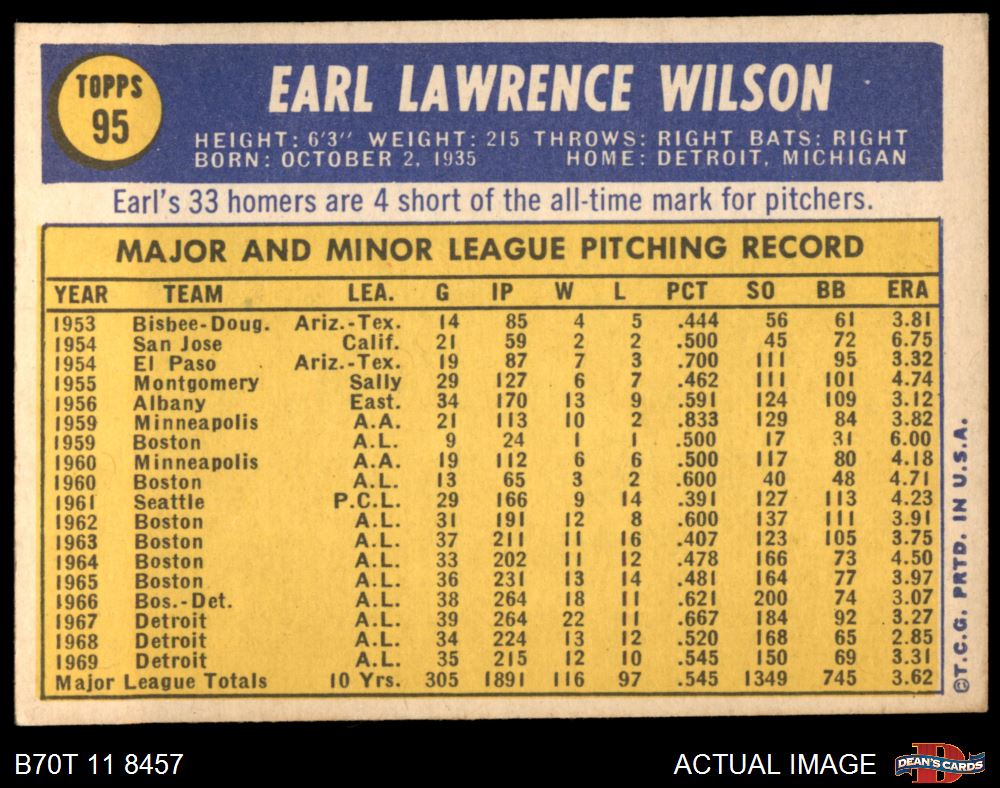 TOPPS
95
EARL LAWRENCE WILSON
HEIGHT: 6'3" WEIGHT: 215 THROWS: RIGHT BATS: RIGHT
BORN: OCTOBER 2, 1935 HOME: DETROIT, MICHIGAN
Earl's 33 homers are 4 short of the all-time mark for pitchers.
MAJOR AND MINOR LEAGUE PITCHING RECORD
YEAR TEAM LEA. G IP W L PCT SO BB ERA
1953 Bisbee-Doug. Ariz.-Tex. 14 85 4 5 .444 56 61 3.81
1954 San Jose Calif. 21 59 2 2 .500 45 72 6.75
1954 El Paso Ariz.-Tex. 19 87 7 3 .700 111 95 3.32
1955 Montgomery Sally 29 127 6 7 .462 111 101 4.74
1956 Albany East. 34 170 13 9 .591 124 109 3.12
1959 Minneapolis A.A. 21 113 10 2 .833 129 84 3.82
1959 Boston A.L. 9 24 1 1 .500 17 31 6.00
1960 Minneapolis A.A. 19 112 6 6 .500 117 80 4.18
1960 Boston A.L. 13 65 3 2 .600 40 48 4.71
1961 Seattle P.C.L. 29 166 9 14 .391 127 113 4.23
1962 Boston A.L. 31 191 12 8 .600 137 111 3.91
1963 Boston A.L. 37 211 11 16 .407 123 105 3.75
1964 Boston A.L. 33 202 11 12 .478 166 73 4.50
1965 Boston A.L. 36 231 13 14 .481 164 77 3.97
1966 Bos.-Det. A.L. 38 264 18 11 .621 200 74 3.07
1967 Detroit A.L. 39 264 22 11 .667 184 92 3.27
1968 Detroit A.L. 34 224 13 12 .520 168 65 2.85
1969 Detroit A.L. 35 215 12 10 .545 150 69 3.31
Major League Totals 10 Yrs. 305 1891 116 97 .545 1349 745 3.62
©T.C.G. PRTD. IN U.S.A.
B70T 11 8457
ACTUAL IMAGE
DEAN'S CARDS